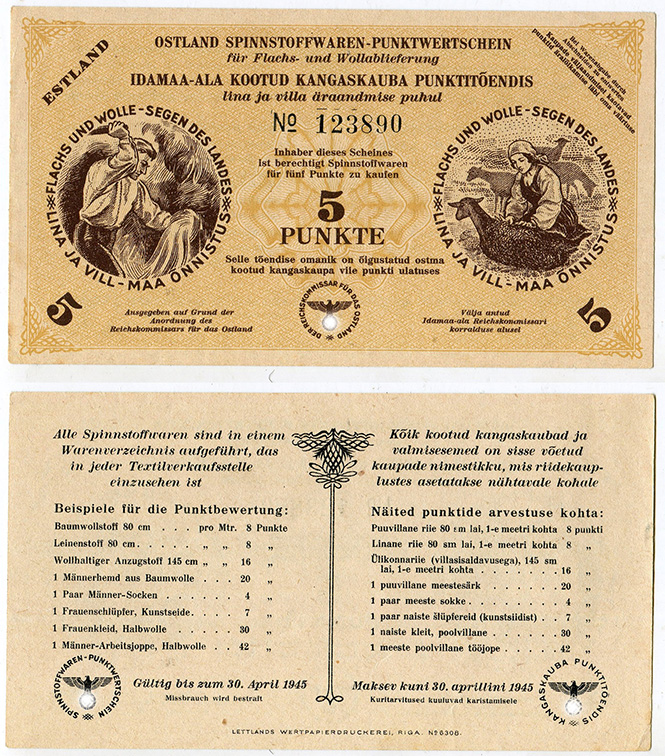 ESTLAND
OSTLAND SPINNSTOFFWAREN-PUNKTWERTSCHEIN
für Flachs- und Wollablieferung
IDAMAA-ALA KOOTUD KANGASKAUBA PUNKTITÕENDIS
lina ja villa äraandmise puhul
Bei Warenabgabe durch
Kaupade väljaandmisel kaotavad
№ 123890
FLACHS UND WOLLE - SEGEN DES LANDES
LINA JA VILL - MAA ÕNNISTUS
Inhaber dieses Scheines
ist berechtigt Spinnstoffwaren
für fünf Punkte zu kaufen
5
PUNKTE
Selle tõendise omanik on õigustatud ostma
kootud kangaskaupa viie punkti ulatuses
FLACHS UND WOLLE - SEGEN DES LANDES
LINA JA VILL - MAA ÕNNISTUS
5
Ausgegeben auf Grund der
Anordnung des
Reichskommissars für das Ostland
DER REICHSKOMMISSAR FÜR DAS OSTLAND
Välja antud
Idamaa-ala Reichskommissari
korralduse alusel
5
Alle Spinnstoffwaren sind in einem
Warenverzeichnis aufgeführt, das
in jeder Textilverkaufsstelle
einzusehen ist
Beispiele für die Punktbewertung:
Baumwollstoff 80 cm . . . pro Mtr. 8 Punkte
Leinenstoff 80 cm . . . . . „ „ 8 „
Wollhaltiger Anzugstoff 145 cm „ „ 16 „
1 Männerhemd aus Baumwolle . . . . 20 „
1 Paar Männer-Socken . . . . . 4 „
1 Frauenschlüpfer, Kunstseide . . . . 7 „
1 Frauenkleid, Halbwolle . . . . . 30 „
1 Männer-Arbeitsjoppe, Halbwolle . . 42 „
SPINNSTOFFWAREN-PUNKTWERTSCHEIN
Gültig bis zum 30. April 1945
Missbrauch wird bestraft
Kõik kootud kangaskaubad ja
valmisesemed on sisse võetud
kaupade nimestikku, mis riidekaup-
lustes asetatakse nähtavale kohale
Näited punktide arvestuse kohta:
Puuvillane riie 80 sm lai, 1-e meetri kohta 8 punkti
Linane riie 80 sm lai, 1-e meetri kohta 8 „
Ülikonnariie (villasisaldavusega), 145 sm
lai, 1-e meetri kohta . . . . . 16 „
1 puuvillane meestesärk . . . . . 20 „
1 paar meeste sokke . . . . . 4 „
1 paar naiste šlüpfereid (kunstsiidist) . 7 „
1 naiste kleit, poolvillane . . . . 30 „
1 meeste poolvillane tööjope . . . 42 „
Maksev kuni 30. aprillini 1945
Kuritarvitused kuuluvad karistamisele
KANGASKAUBA PUNKTITÕENDIS
LETTLANDS WERTPAPIERDRUCKEREI, RIGA. №6308.